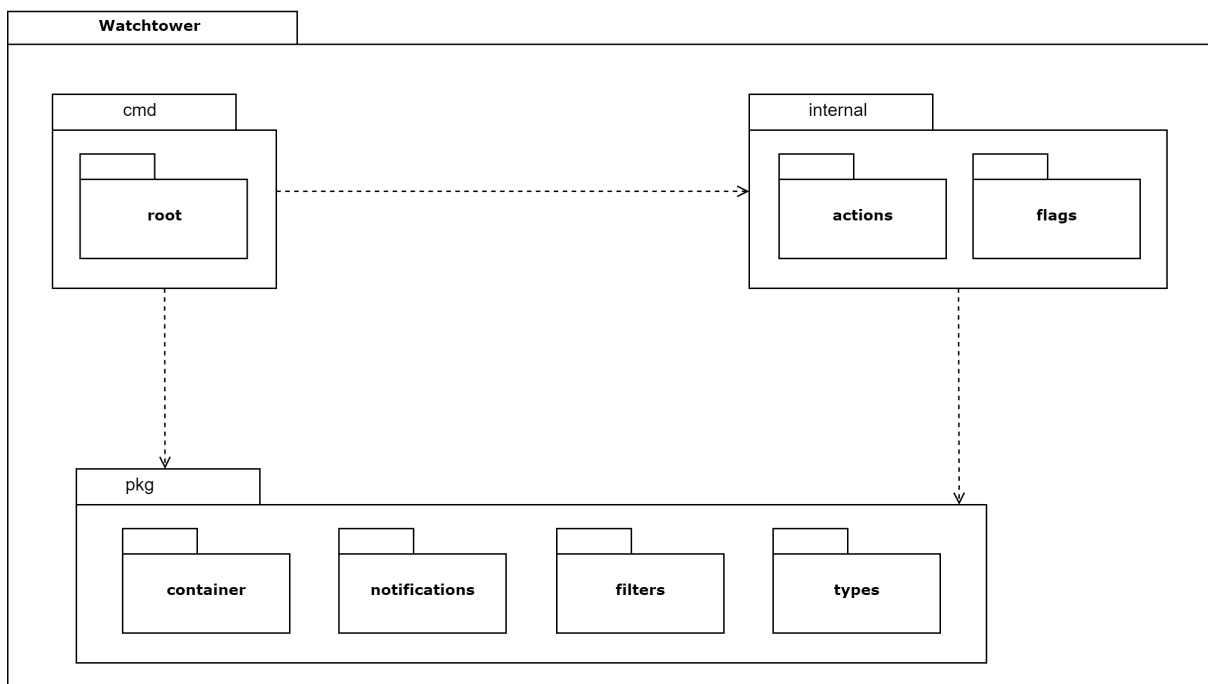 Watchtower
cmd
internal
root
actions
flags
pkg
container
notifications
filters
types